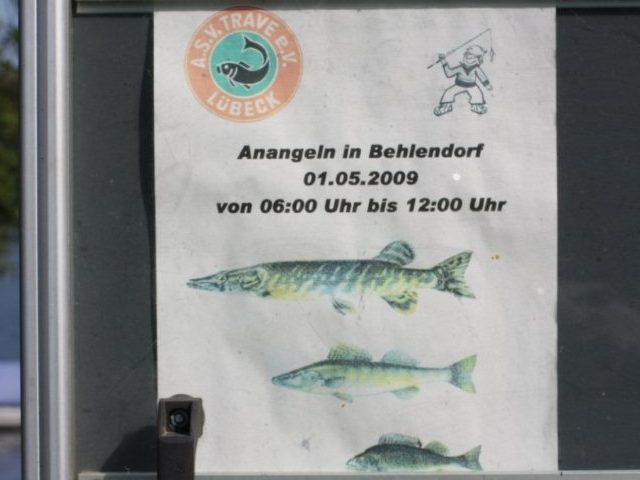 A.S.V. TRAVE e.V.
LÜBECK
Anangeln in Behlendorf
01.05.2009
von 06:00 Uhr bis 12:00 Uhr